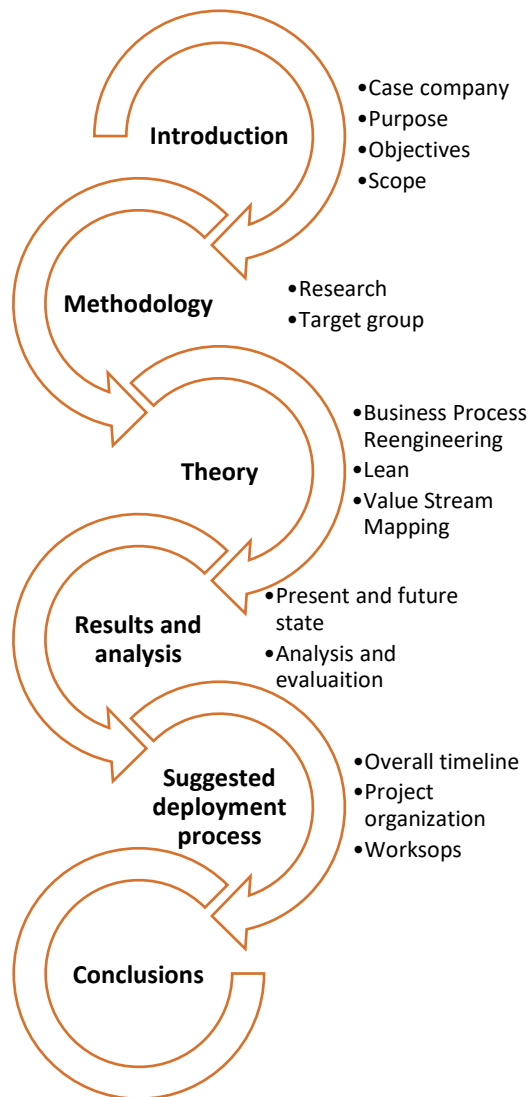 Introduction
•Case company
•Purpose
•Objectives
•Scope
Methodology
•Research
•Target group
Theory
•Business Process
Reengineering
•Lean
•Value Stream
Mapping
Results and
analysis
•Present and future
state
•Analysis and
evaluaition
Suggested
deployment
process
•Overall timeline
•Project
organization
•Worksops
Conclusions